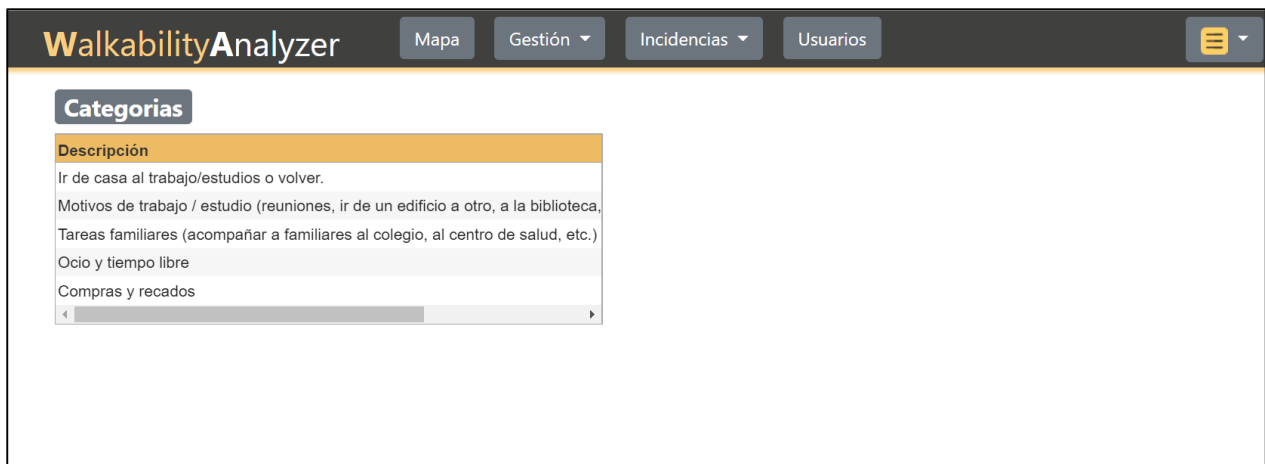 WalkabilityAnalyzer Mapa Gestión Incidencias Usuarios
Categorias
Descripción
Ir de casa al trabajo/estudios o volver.
Motivos de trabajo / estudio (reuniones, ir de un edificio a otro, a la biblioteca,
Tareas familiares (acompañar a familiares al colegio, al centro de salud, etc.)
Ocio y tiempo libre
Compras y recados